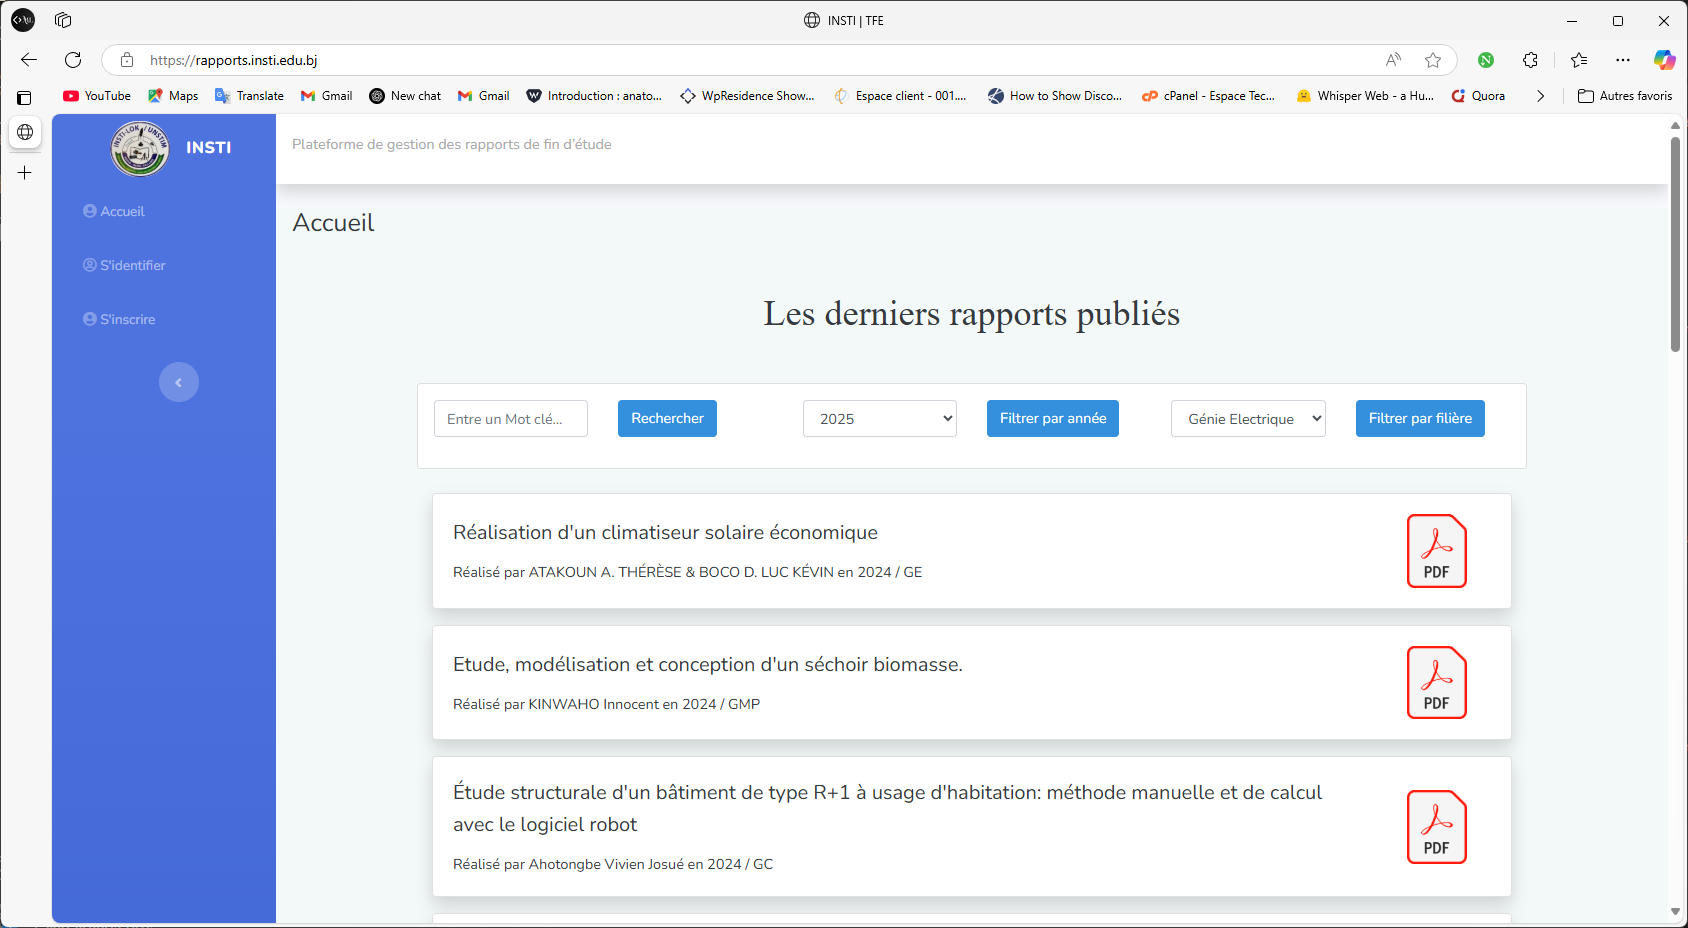 INSTI | TFE
https://rapports.insti.edu.bj
YouTube
Maps
Translate
Gmail
New chat
Gmail
Introduction : anato...
WpResidence Show...
Espace client - 001....
How to Show Disco...
cPanel - Espace Tec...
Whisper Web - a Hu...
Quora
Autres favoris
INSTI
Plateforme de gestion des rapports de fin d'étude
Accueil
S'identifier
S'inscrire
Accueil
Les derniers rapports publiés
Entre un Mot clé...
Rechercher
2025
Filtrer par année
Génie Electrique
Filtrer par filière
Réalisation d'un climatiseur solaire économique
Réalisé par ATAKOUN A. THÉRÈSE & BOCO D. LUC KÉVIN en 2024 / GE
PDF
Etude, modélisation et conception d'un séchoir biomasse.
Réalisé par KINWAHO Innocent en 2024 / GMP
PDF
Étude structurale d'un bâtiment de type R+1 à usage d'habitation: méthode manuelle et de calcul
avec le logiciel robot
Réalisé par Ahotongbe Vivien Josué en 2024 / GC
PDF